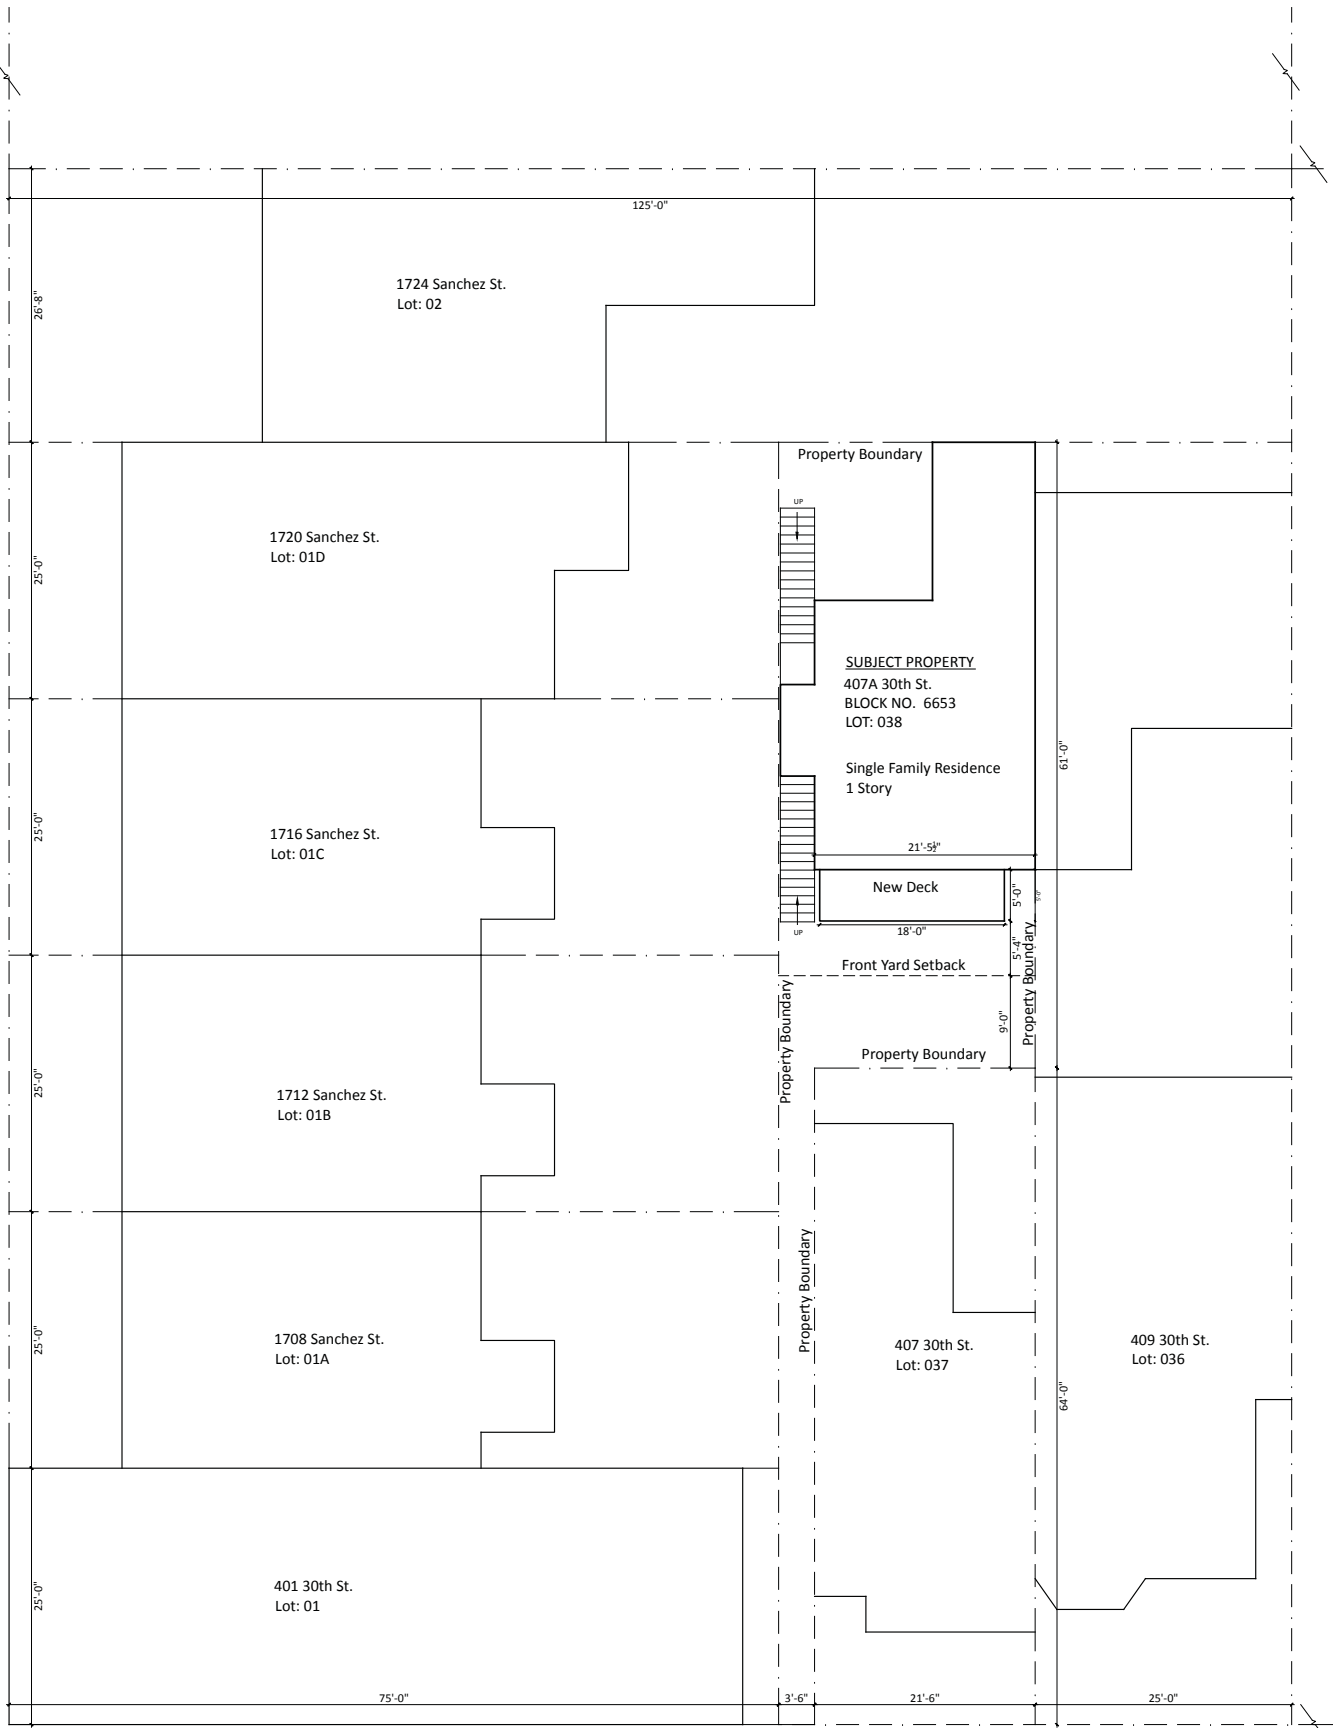 125'-0"
26'-8"
1724 Sanchez St.
Lot: 02
Property Boundary
UP
1720 Sanchez St.
Lot: 01D
25'-0"
SUBJECT PROPERTY
407A 30th St.
BLOCK NO. 6653
LOT: 038
Single Family Residence
1 Story
61'-0"
1716 Sanchez St.
Lot: 01C
25'-0"
21'-5½"
New Deck
5'-0"
5'-0"
18'-0"
UP
5'-4"
Front Yard Setback
Property Boundary
Property Boundary
9'-0"
Property Boundary
1712 Sanchez St.
Lot: 01B
25'-0"
Property Boundary
1708 Sanchez St.
Lot: 01A
25'-0"
407 30th St.
Lot: 037
409 30th St.
Lot: 036
64'-0"
401 30th St.
Lot: 01
25'-0"
75'-0"
3'-6"
21'-6"
25'-0"